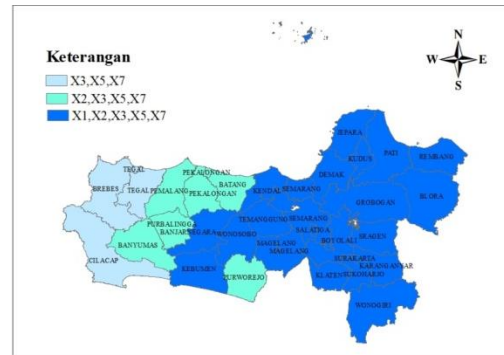 Keterangan
X3,X5,X7
X2,X3,X5,X7
X1,X2,X3,X5,X7
N
W
E
S
JEPARA
KUDUS
PATI
REMBANG
DEMAK
TEGAL
PEKALONGAN
BREBES
TEGAL
PEMALANG
PEKALONGAN
BATANG
KENDAL
SEMARANG
GROBOGAN
BLORA
PURBALINGGA
TEMANGGUNG
SEMARANG
BANJARNEGARA
WONOSOBO
SALATIGA
SRAGEN
BANYUMAS
MAGELANG
BOYOLALI
MAGELANG
SURAKARTA
CILACAP
KEBUMEN
KARANGANYAR
PURWOREJO
KLATEN
SUKOHARJO
WONOGIRI